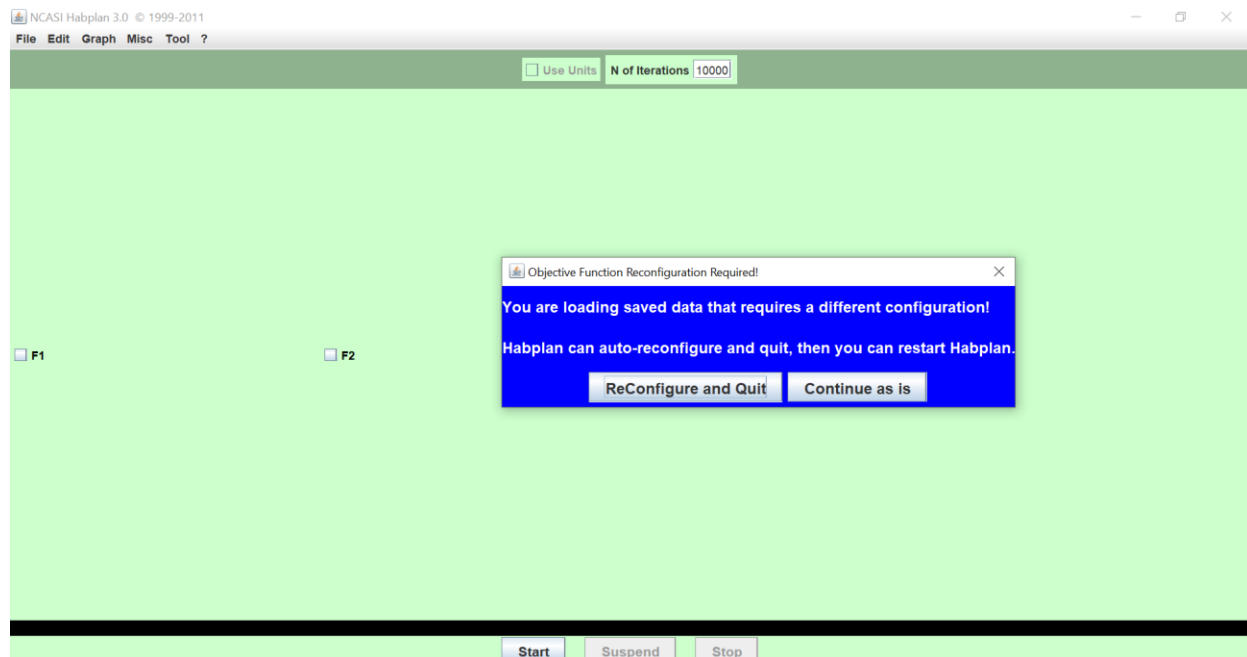 NCASI Habplan 3.0 © 1999-2011
File Edit Graph Misc Tool ?
Use Units N of Iterations 10000
Objective Function Reconfiguration Required!
You are loading saved data that requires a different configuration!
Habplan can auto-reconfigure and quit, then you can restart Habplan.
F1 F2
ReConfigure and Quit Continue as is
Start Suspend Stop